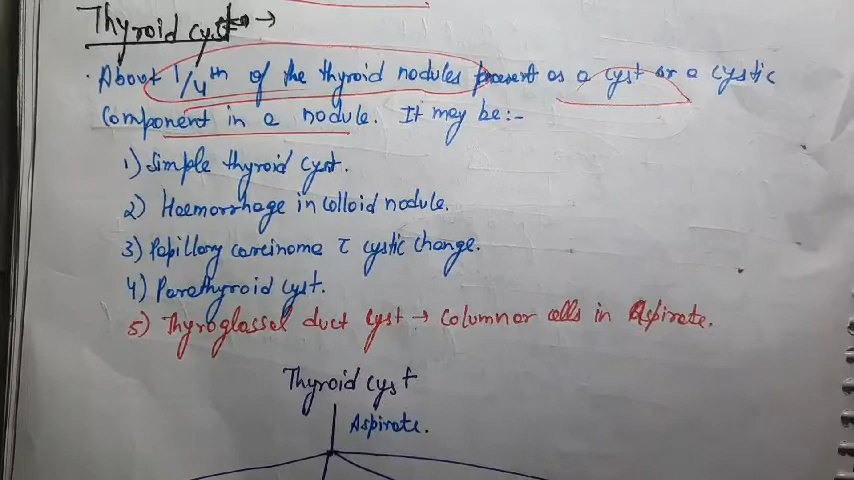 Thyroid cyst →
· About 1/4th of the thyroid nodules present as a cyst or a cystic
component in a nodule. It may be:-
1) Simple thyroid cyst.
2) Haemorrhage in colloid nodule.
3) Papillary carcinoma c̄ cystic change.
4) Parathyroid cyst.
5) Thyroglossal duct cyst → columnar cells in Aspirate.
Thyroid cyst
Aspirate.